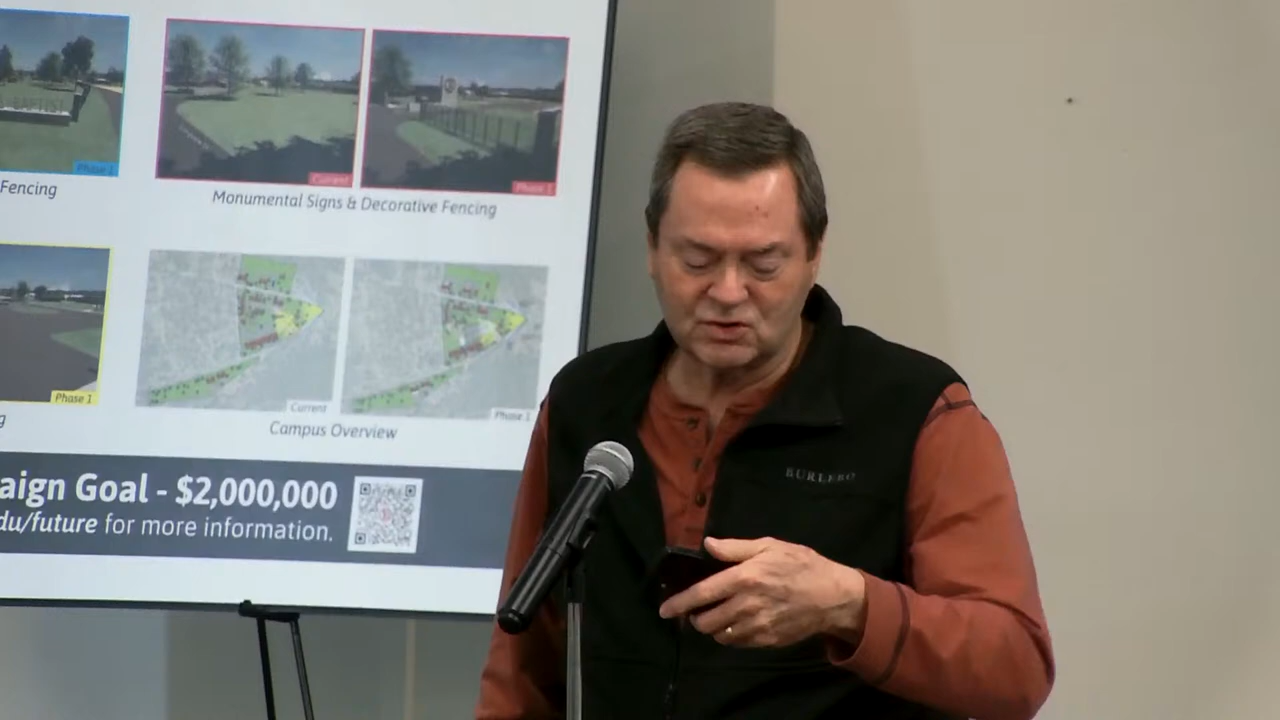 BAPTIST
Phase 1
Current
Phase 1
Fencing
Monumental Signs & Decorative Fencing
Phase 1
Current
Phase 1
g
Campus Overview
aign Goal - $2,000,000
du/future for more information.
BURLEBO